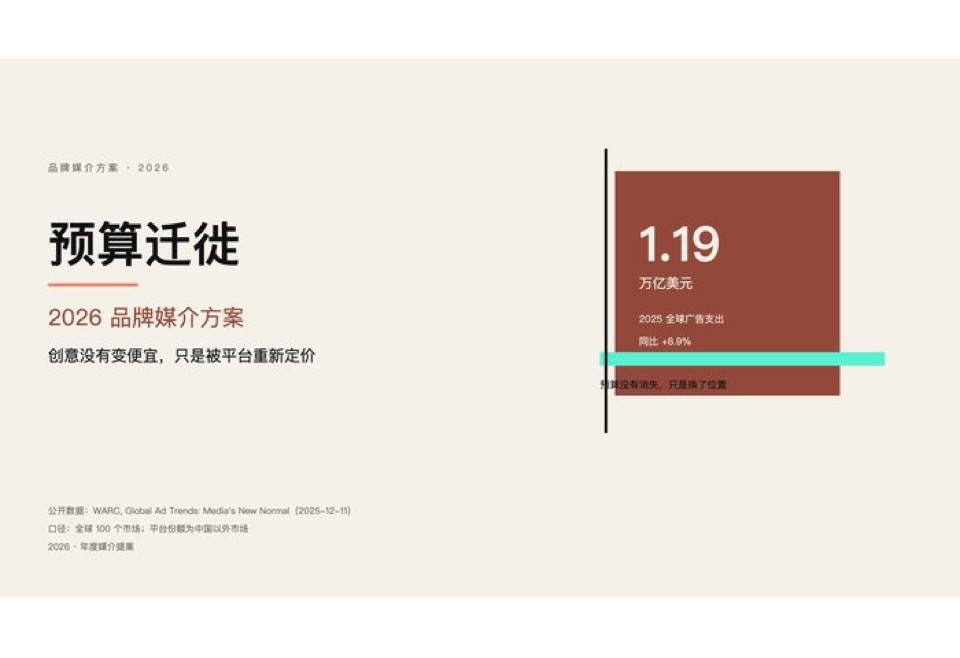 品牌媒介方案 · 2026
预算迁徙
2026 品牌媒介方案
创意没有变便宜，只是被平台重新定价
1.19
万亿美元
2025 全球广告支出
同比 +8.9%
预算没有消失，只是换了位置
公开数据：WARC, Global Ad Trends: Media's New Normal（2025-12-11）
口径：全球 100 个市场；平台份额为中国以外市场
2026 · 年度媒介提案